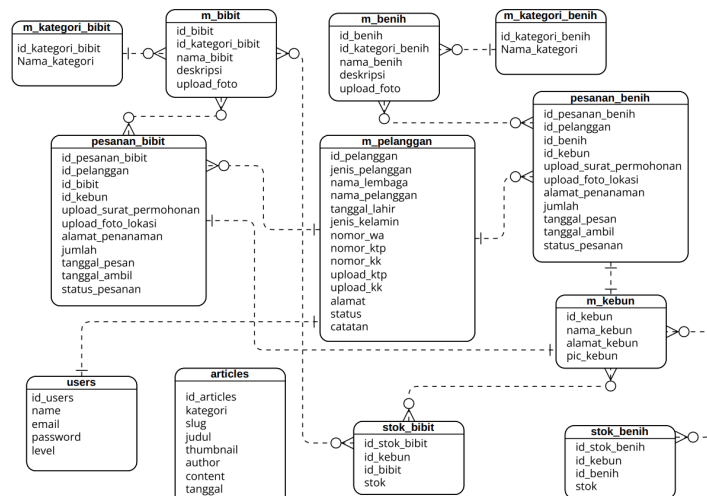 m_kategori_bibit
id_kategori_bibit
Nama_kategori
m_bibit
id_bibit
id_kategori_bibit
nama_bibit
deskripsi
upload_foto
m_benih
id_benih
id_kategori_benih
nama_benih
deskripsi
upload_foto
m_kategori_benih
id_kategori_benih
Nama_kategori
pesanan_bibit
id_pesanan_bibit
id_pelanggan
id_bibit
id_kebun
upload_surat_permohonan
upload_foto_lokasi
alamat_penanaman
jumlah
tanggal_pesan
tanggal_ambil
status_pesanan
m_pelanggan
id_pelanggan
jenis_pelanggan
nama_lembaga
nama_pelanggan
tanggal_lahir
jenis_kelamin
nomor_wa
nomor_ktp
nomor_kk
upload_ktp
upload_kk
alamat
status
catatan
pesanan_benih
id_pesanan_benih
id_pelanggan
id_benih
id_kebun
upload_surat_permohonan
upload_foto_lokasi
alamat_penanaman
jumlah
tanggal_pesan
tanggal_ambil
status_pesanan
m_kebun
id_kebun
nama_kebun
alamat_kebun
pic_kebun
users
id_users
name
email
password
level
articles
id_articles
kategori
slug
judul
thumbnail
author
content
tanggal
stok_bibit
id_stok_bibit
id_kebun
id_bibit
stok
stok_benih
id_stok_benih
id_kebun
id_benih
stok